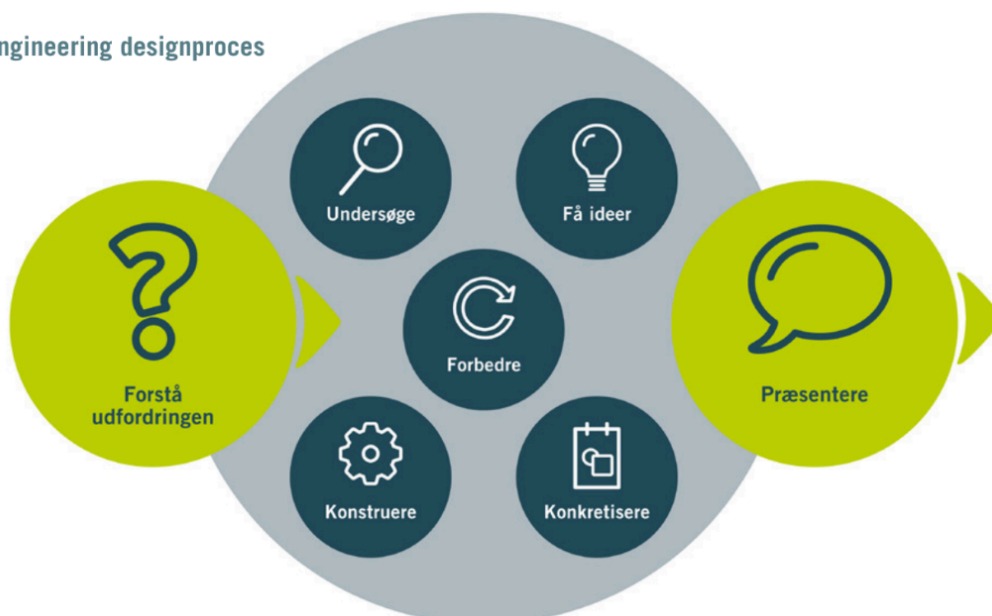 ngineering designproces
Undersøge
Få ideer
Forstå
udfordringen
Forbedre
Præsentere
Konstruere
Konkretisere